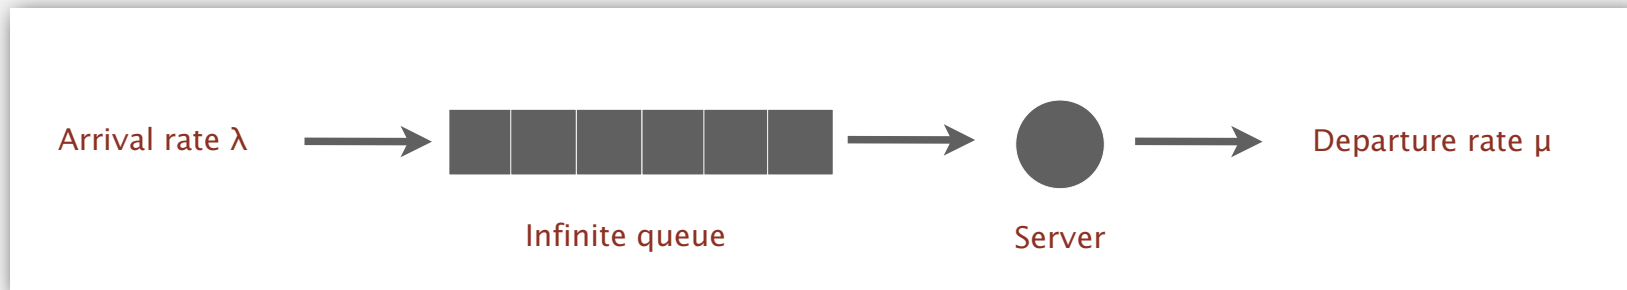 Arrival rate λ
Departure rate μ
Infinite queue
Server